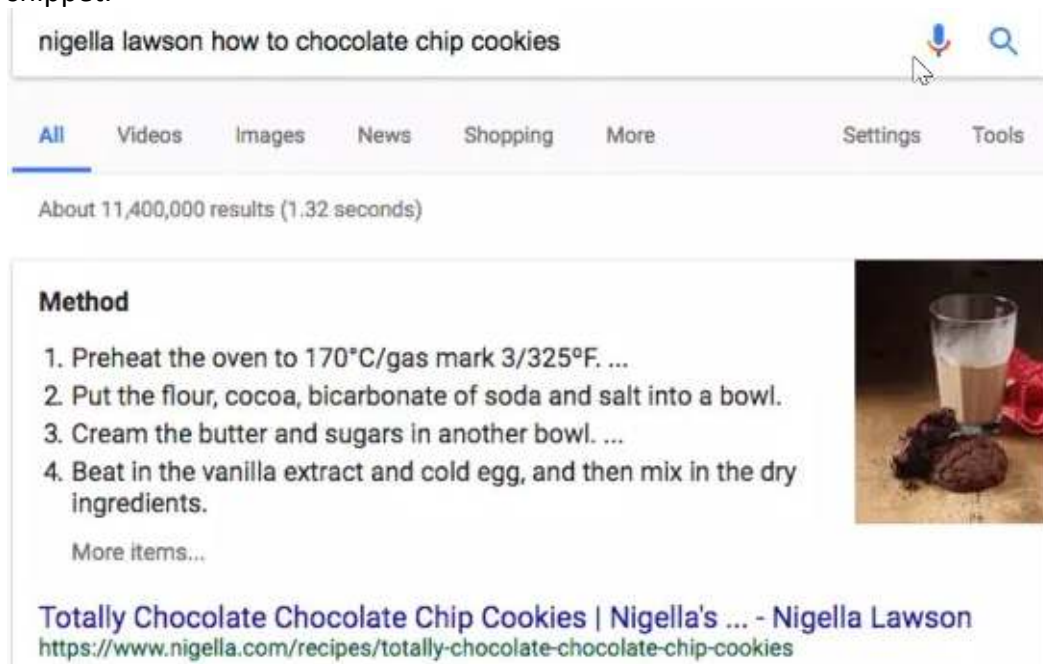 snippet.
nigella lawson how to chocolate chip cookies
All Videos Images News Shopping More Settings Tools
About 11,400,000 results (1.32 seconds)
Method
1. Preheat the oven to 170°C/gas mark 3/325ºF. ...
2. Put the flour, cocoa, bicarbonate of soda and salt into a bowl.
3. Cream the butter and sugars in another bowl. ...
4. Beat in the vanilla extract and cold egg, and then mix in the dry
ingredients.
More items...
Totally Chocolate Chocolate Chip Cookies | Nigella's ... - Nigella Lawson
https://www.nigella.com/recipes/totally-chocolate-chocolate-chip-cookies